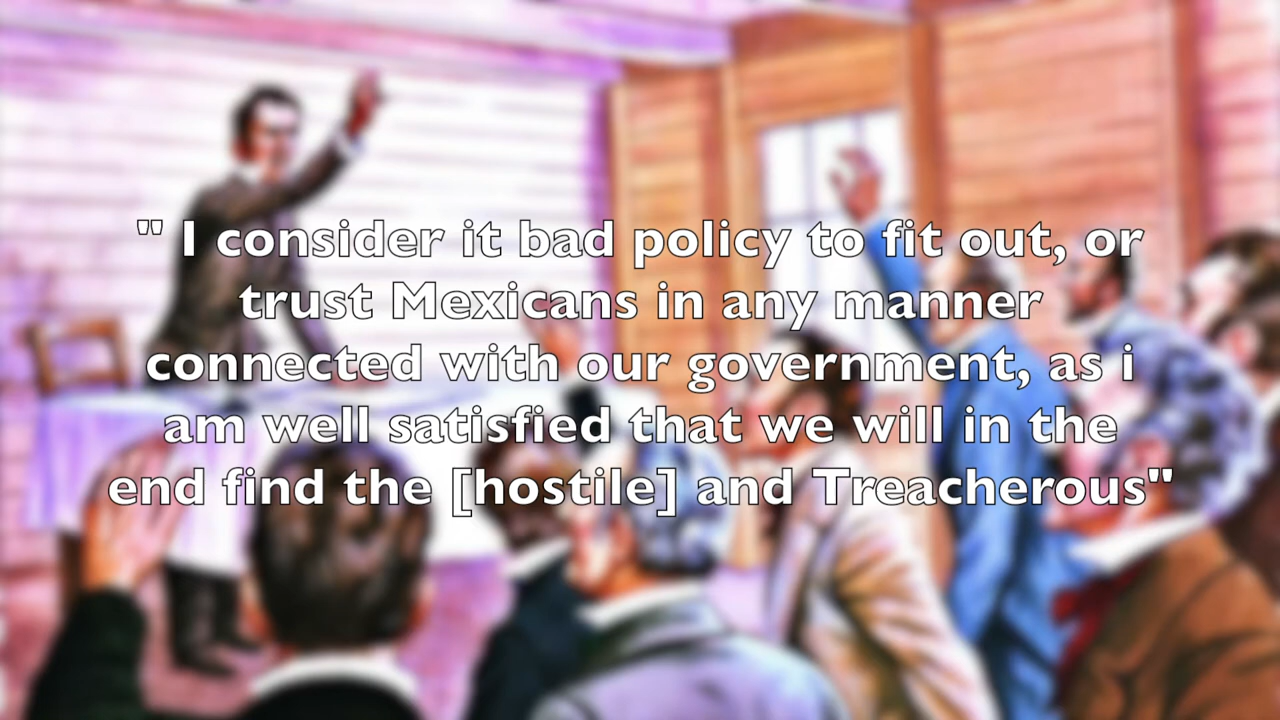 " I consider it bad policy to fit out, or
trust Mexicans in any manner
connected with our government, as i
am well satisfied that we will in the
end find the [hostile] and Treacherous"